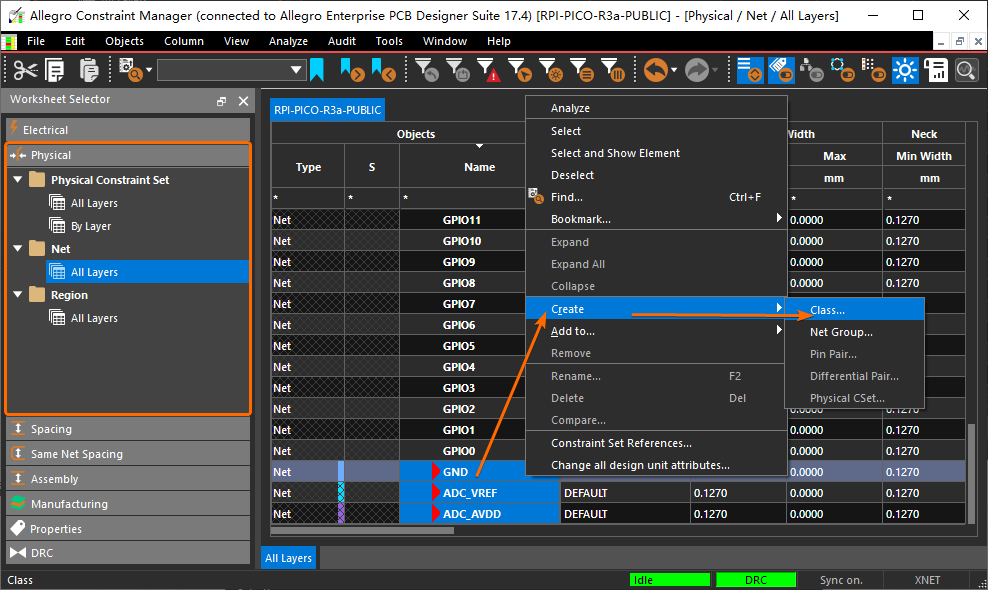 Allegro Constraint Manager (connected to Allegro Enterprise PCB Designer Suite 17.4) [RPI-PICO-R3a-PUBLIC] - [Physical / Net / All Layers]
File Edit Objects Column View Analyze Audit Tools Window Help
Worksheet Selector
Electrical
Physical
Physical Constraint Set
All Layers
By Layer
Net
All Layers
Region
All Layers
Spacing
Same Net Spacing
Assembly
Manufacturing
Properties
DRC
RPI-PICO-R3a-PUBLIC
Objects Width Neck
Type S Name Max Min Width
mm mm
* * * * *
Net GPIO11 0.0000 0.1270
Net GPIO10 0.0000 0.1270
Net GPIO9 0.0000 0.1270
Net GPIO8 0.0000 0.1270
Net GPIO7 0.0000 0.1270
Net GPIO6
Net GPIO5
Net GPIO4
Net GPIO3
Net GPIO2 0.0000 0.1270
Net GPIO1 0.0000 0.1270
Net GPIO0 0.0000 0.1270
Net GND 0.0000 0.1270
Net ADC_VREF DEFAULT 0.1270 0.0000 0.1270
Net ADC_AVDD DEFAULT 0.1270 0.0000 0.1270
Analyze
Select
Select and Show Element
Deselect
Find... Ctrl+F
Bookmark...
Expand
Expand All
Collapse
Create
Add to...
Remove
Rename... F2
Delete Del
Compare...
Constraint Set References...
Change all design unit attributes...
Class...
Net Group...
Pin Pair...
Differential Pair...
Physical CSet...
All Layers
Class Idle DRC Sync on. XNET